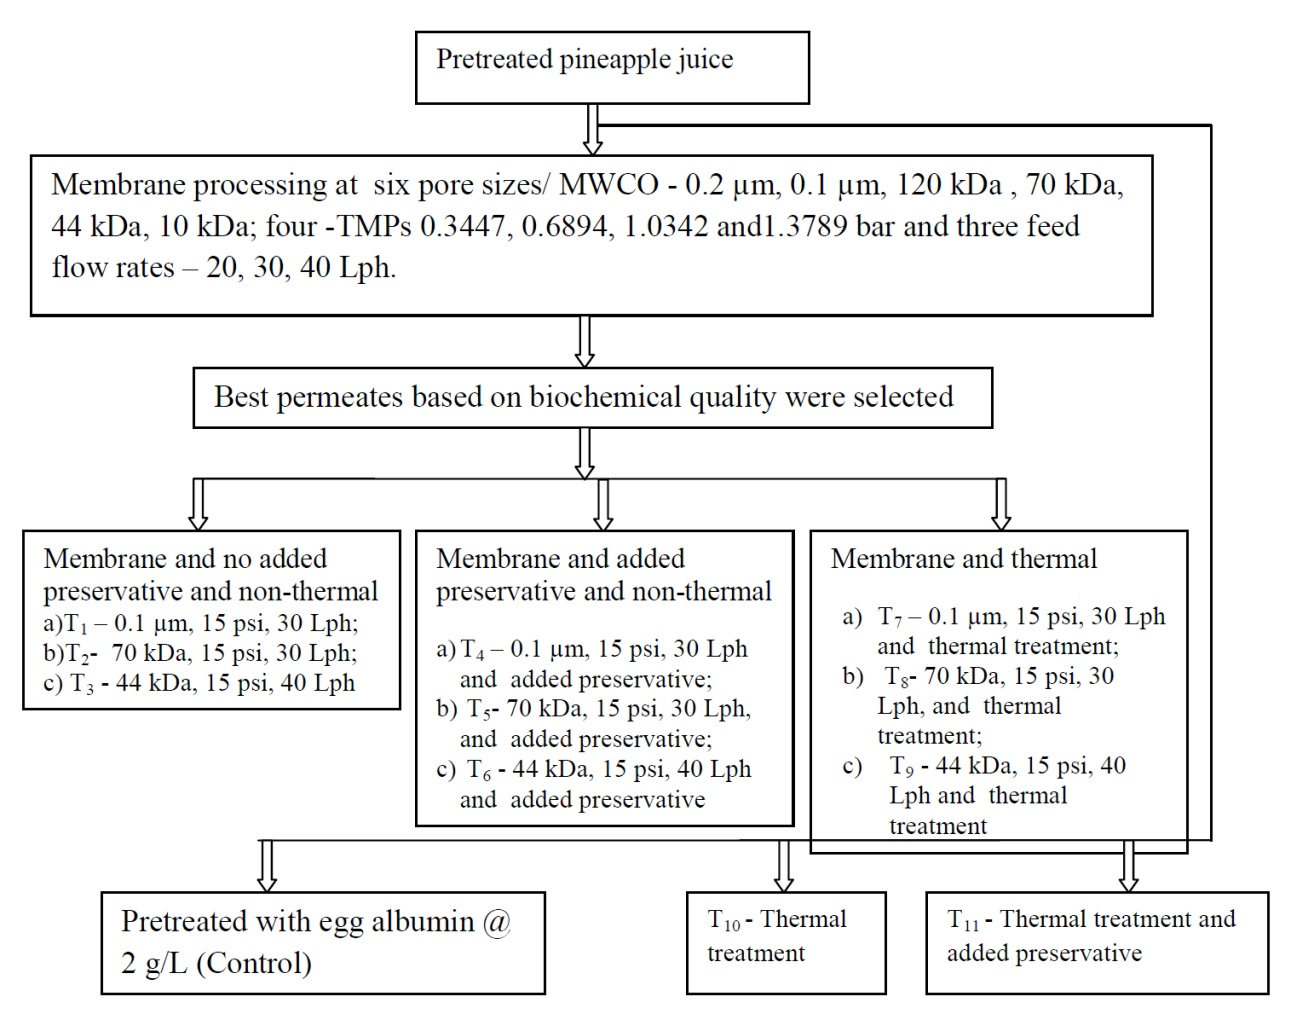 Pretreated pineapple juice
Membrane processing at six pore sizes/ MWCO - 0.2 µm, 0.1 µm, 120 kDa , 70 kDa,
44 kDa, 10 kDa; four -TMPs 0.3447, 0.6894, 1.0342 and1.3789 bar and three feed
flow rates – 20, 30, 40 Lph.
Best permeates based on biochemical quality were selected
Membrane and no added
preservative and non-thermal
a)T₁ – 0.1 µm, 15 psi, 30 Lph;
b)T₂- 70 kDa, 15 psi, 30 Lph;
c) T₃ - 44 kDa, 15 psi, 40 Lph
Membrane and added
preservative and non-thermal
a) T₄ – 0.1 µm, 15 psi, 30 Lph
and added preservative;
b) T₅- 70 kDa, 15 psi, 30 Lph,
and added preservative;
c) T₆ - 44 kDa, 15 psi, 40 Lph
and added preservative
Membrane and thermal
a) T₇ – 0.1 µm, 15 psi, 30 Lph
and thermal treatment;
b) T₈- 70 kDa, 15 psi, 30
Lph, and thermal
treatment;
c) T₉ - 44 kDa, 15 psi, 40
Lph and thermal
treatment
Pretreated with egg albumin @
2 g/L (Control)
T₁₀ - Thermal
treatment
T₁₁ - Thermal treatment and
added preservative